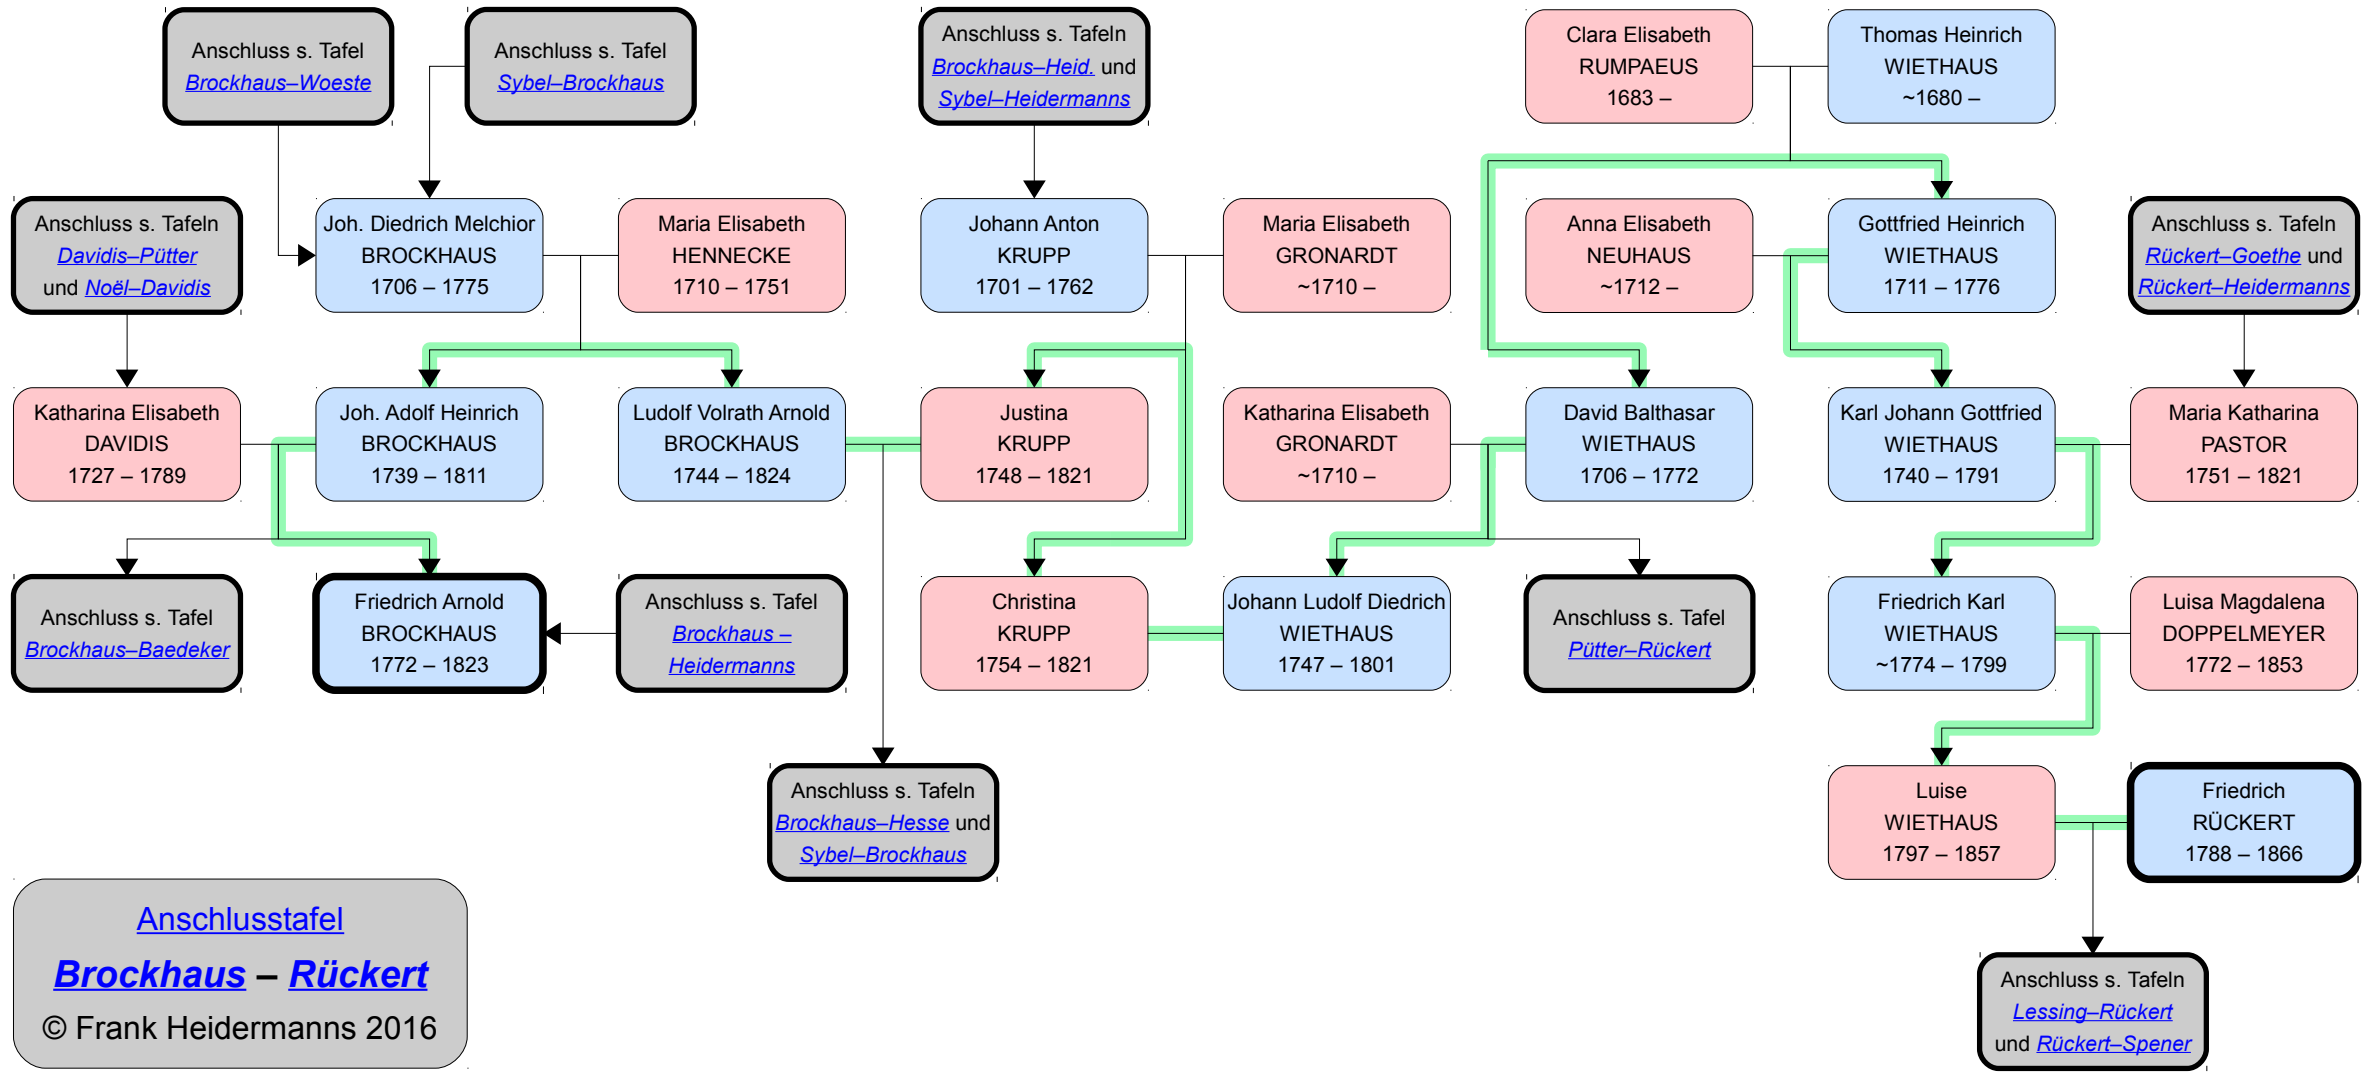 Anschluss s. Tafel
Brockhaus–Woeste
Anschluss s. Tafel
Sybel–Brockhaus
Anschluss s. Tafeln
Brockhaus–Heid. und
Sybel–Heidermanns
Clara Elisabeth
RUMPAEUS
1683 –
Thomas Heinrich
WIETHAUS
~1680 –
Anschluss s. Tafeln
Davidis–Pütter
und Noël–Davidis
Joh. Diedrich Melchior
BROCKHAUS
1706 – 1775
Maria Elisabeth
HENNECKE
1710 – 1751
Johann Anton
KRUPP
1701 – 1762
Maria Elisabeth
GRONARDT
~1710 –
Anna Elisabeth
NEUHAUS
~1712 –
Gottfried Heinrich
WIETHAUS
1711 – 1776
Anschluss s. Tafeln
Rückert–Goethe und
Rückert–Heidermanns
Katharina Elisabeth
DAVIDIS
1727 – 1789
Joh. Adolf Heinrich
BROCKHAUS
1739 – 1811
Ludolf Volrath Arnold
BROCKHAUS
1744 – 1824
Justina
KRUPP
1748 – 1821
Katharina Elisabeth
GRONARDT
~1710 –
David Balthasar
WIETHAUS
1706 – 1772
Karl Johann Gottfried
WIETHAUS
1740 – 1791
Maria Katharina
PASTOR
1751 – 1821
Anschluss s. Tafel
Brockhaus–Baedeker
Friedrich Arnold
BROCKHAUS
1772 – 1823
Anschluss s. Tafel
Brockhaus –
Heidermanns
Christina
KRUPP
1754 – 1821
Johann Ludolf Diedrich
WIETHAUS
1747 – 1801
Anschluss s. Tafel
Pütter–Rückert
Friedrich Karl
WIETHAUS
~1774 – 1799
Luisa Magdalena
DOPPELMEYER
1772 – 1853
Anschluss s. Tafeln
Brockhaus–Hesse und
Sybel–Brockhaus
Luise
WIETHAUS
1797 – 1857
Friedrich
RÜCKERT
1788 – 1866
Anschlusstafel
Brockhaus – Rückert
© Frank Heidermanns 2016
Anschluss s. Tafeln
Lessing–Rückert
und Rückert–Spener